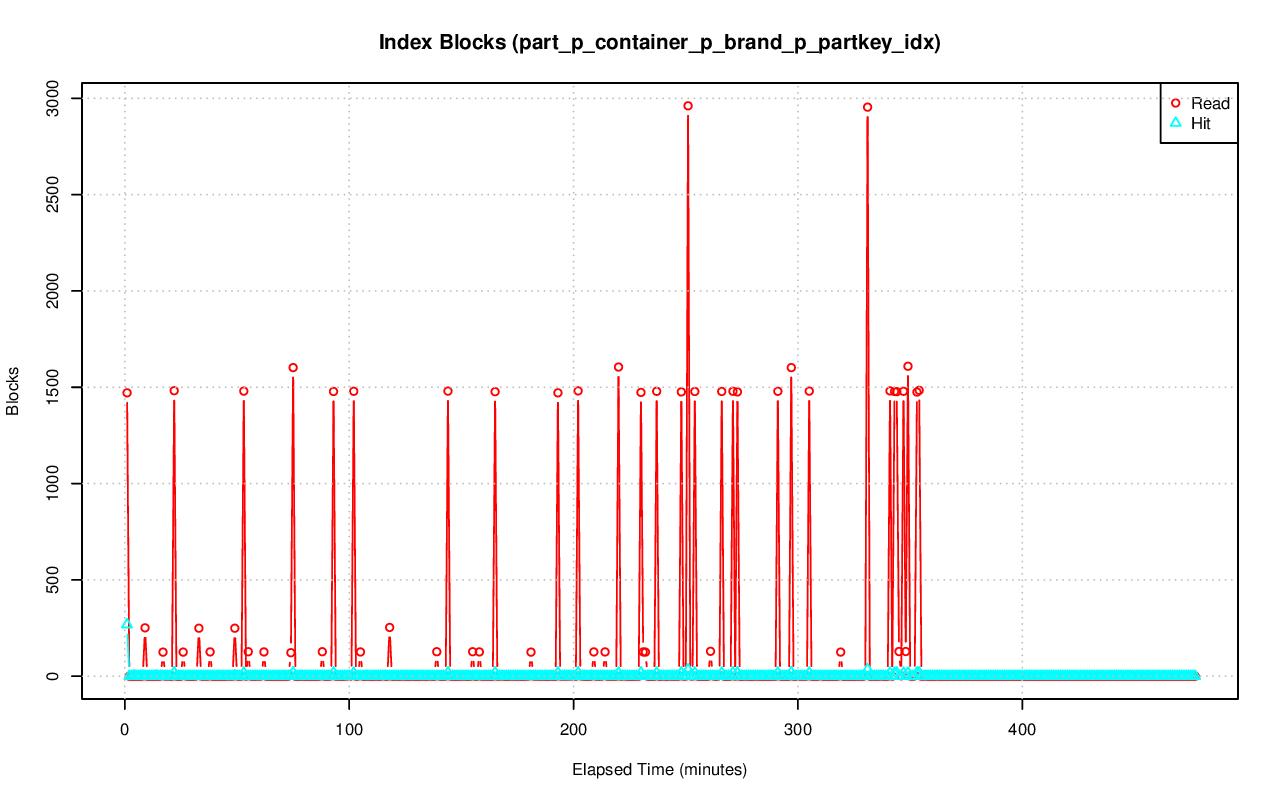 Index Blocks (part_p_container_p_brand_p_partkey_idx)
Read
Hit
3000
2500
2000
1500
1000
500
0
Blocks
0 100 200 300 400
Elapsed Time (minutes)